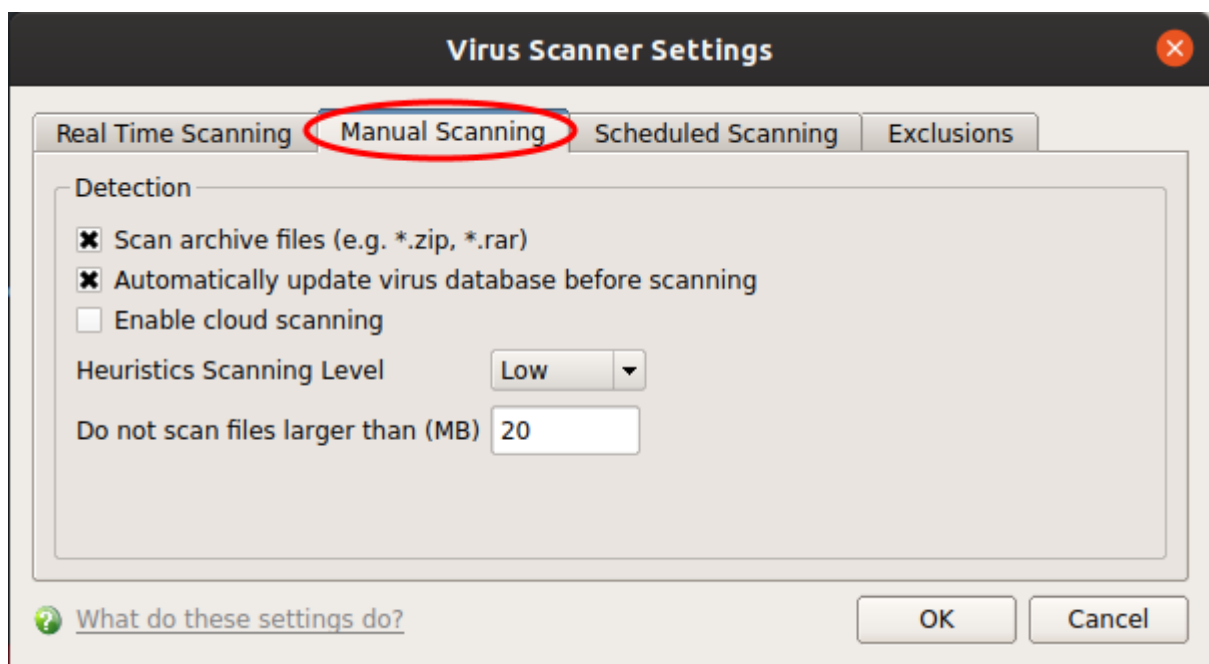 Virus Scanner Settings
Real Time Scanning Manual Scanning Scheduled Scanning Exclusions
Detection
Scan archive files (e.g. *.zip, *.rar)
Automatically update virus database before scanning
Enable cloud scanning
Heuristics Scanning Level Low
Do not scan files larger than (MB) 20
What do these settings do? OK Cancel